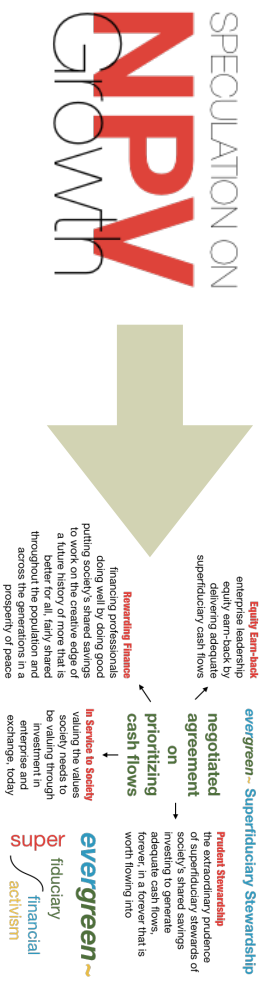 SPECULATION ON
NPV
Growth
evergreen~ Superfiduciary Stewardship
Equity Earn-back
enterprise leadership
equity earn-back by
delivering adequate
superfiduciary cash flows
negotiated
agreement
on
prioritizing
cash flows
Prudent Stewardship
the extraordinary prudence
of superfiduciary stewards of
society's shared savings
investing to generate
adequate cash flows,
forever, in a forever that is
worth flowing into
Rewarding Finance
financing professionals
doing well by doing good
putting society's shared savings
to work on the creative edge of
a future history of more that is
better for all, fairly shared
throughout the population and
across the generations in a
prosperity of peace
In Service to Society
valuing the values
society needs to
be valuing through
investment in
enterprise and
exchange, today
evergreen~
super fiduciary
financial
activism